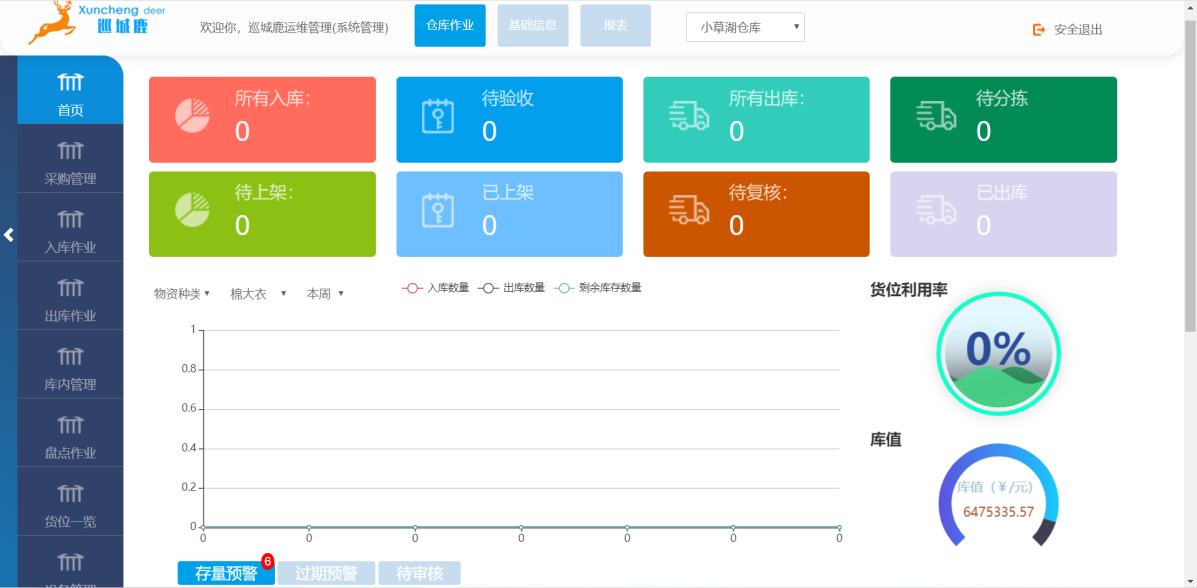 Xuncheng deer
巡城鹿
欢迎你，巡城鹿运维管理(系统管理)
仓库作业
基础信息
报表
小草湖仓库
安全退出
首页
采购管理
入库作业
出库作业
库内管理
盘点作业
货位一览
所有入库：
0
待验收
0
所有出库：
0
待分拣
0
待上架：
0
已上架
0
待复核：
0
已出库
0
物资种类
棉大衣
本周
入库数量
出库数量
剩余库存数量
1
0.8
0.6
0.4
0.2
0
0 0 0 0 0 0 0
货位利用率
0%
库值
库值（￥/元）
6475335.57
存量预警
6
过期预警
待审核